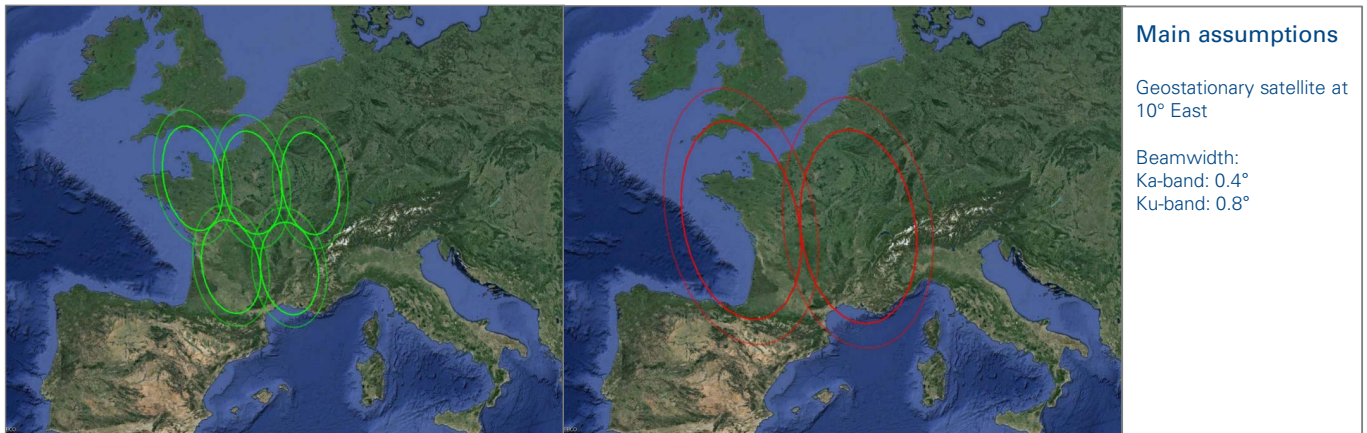 Main assumptions
Geostationary satellite at
10° East
Beamwidth:
Ka-band: 0.4°
Ku-band: 0.8°